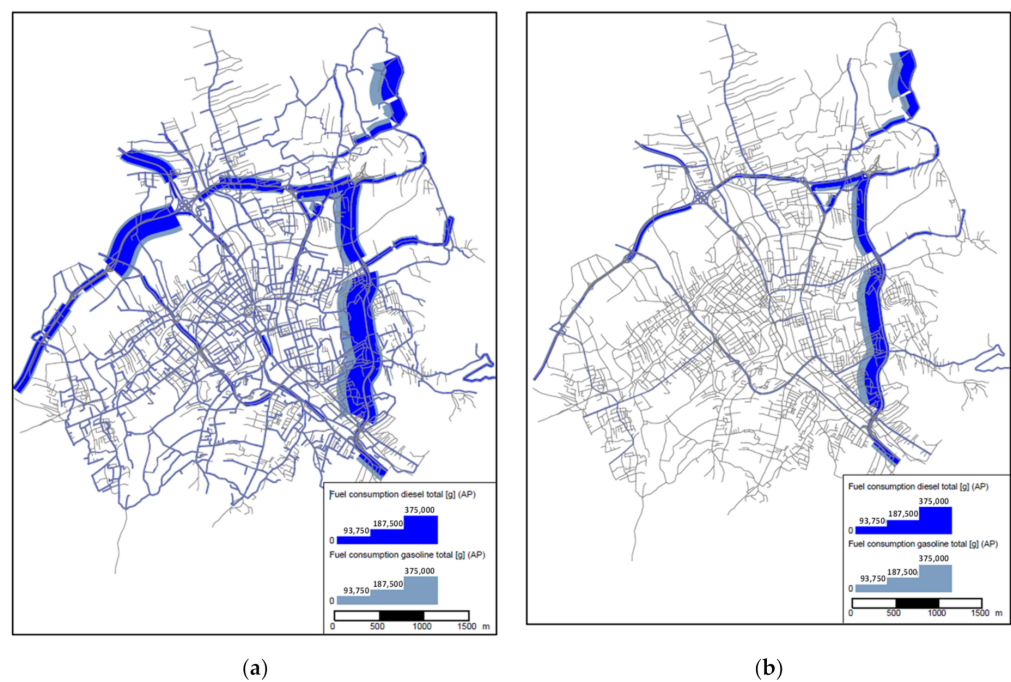 Fuel consumption diesel total [g] (AP)
375,000
187,500
93,750
0
Fuel consumption gasoline total [g] (AP)
375,000
187,500
93,750
0
0 500 1000 1500 m
Fuel consumption diesel total [g] (AP)
375,000
187,500
93,750
0
Fuel consumption gasoline total [g] (AP)
375,000
187,500
93,750
0
0 500 1000 1500 m
(a)
(b)